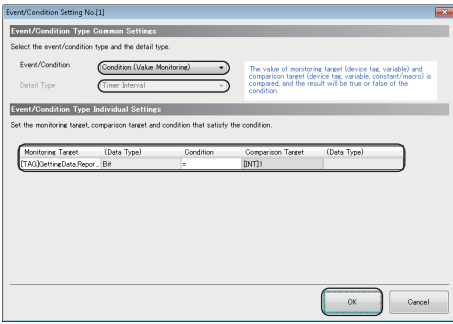 Event/Condition Setting No.[1]
Event/Condition Type Common Settings
Select the event/condition type and the detail type.
Event/Condition
Condition (Value Monitoring)
Detail Type
Timer Interval
The value of monitoring target (device tag, variable) and
comparison target (device tag, variable, constant/macro) is
compared, and the result will be true or false of the
condition.
Event/Condition Type Individual Settings
Set the monitoring target, comparison target and condition that satisfy the condition.
Monitoring Target (Data Type) Condition Comparison Target (Data Type)
[TAG]GettingData.Repor... Bit = [INT]1
OK Cancel